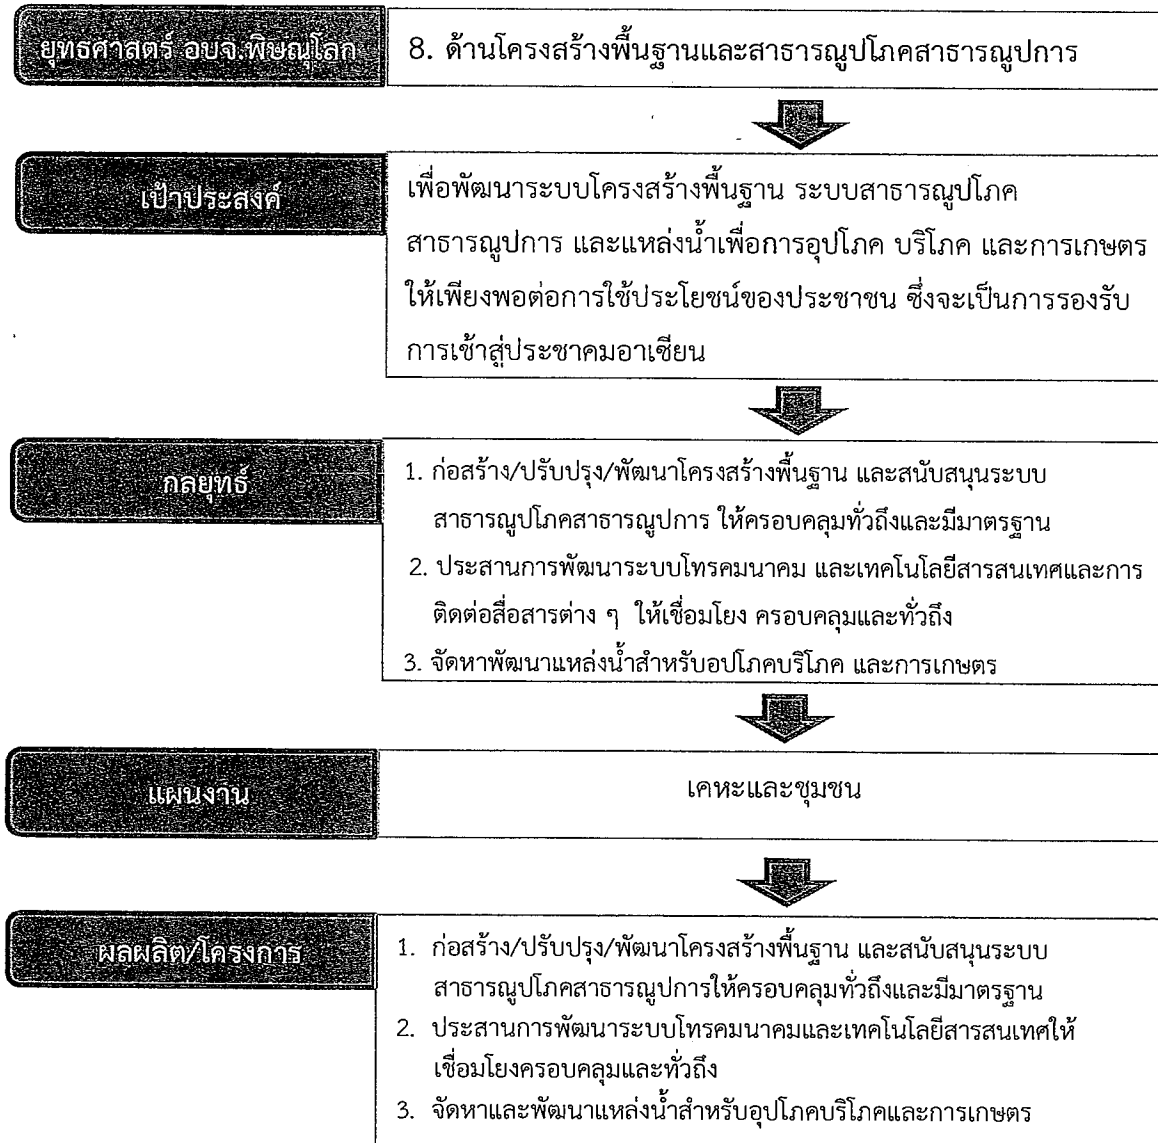 ยุทธศาสตร์ อบจ.พิษณุโลก
8. ด้านโครงสร้างพื้นฐานและสาธารณูปโภคสาธารณูปการ
เป้าประสงค์
เพื่อพัฒนาระบบโครงสร้างพื้นฐาน ระบบสาธารณูปโภค
สาธารณูปการ และแหล่งน้ำเพื่อการอุปโภค บริโภค และการเกษตร
ให้เพียงพอต่อการใช้ประโยชน์ของประชาชน ซึ่งจะเป็นการรองรับ
การเข้าสู่ประชาคมอาเซียน
กลยุทธ์
1. ก่อสร้าง/ปรับปรุง/พัฒนาโครงสร้างพื้นฐาน และสนับสนุนระบบ
สาธารณูปโภคสาธารณูปการ ให้ครอบคลุมทั่วถึงและมีมาตรฐาน
2. ประสานการพัฒนาระบบโทรคมนาคม และเทคโนโลยีสารสนเทศและการ
ติดต่อสื่อสารต่าง ๆ ให้เชื่อมโยง ครอบคลุมและทั่วถึง
3. จัดหาพัฒนาแหล่งน้ำสำหรับอุปโภคบริโภค และการเกษตร
แผนงาน
เคหะและชุมชน
ผลผลิต/โครงการ
1. ก่อสร้าง/ปรับปรุง/พัฒนาโครงสร้างพื้นฐาน และสนับสนุนระบบ
สาธารณูปโภคสาธารณูปการให้ครอบคลุมทั่วถึงและมีมาตรฐาน
2. ประสานการพัฒนาระบบโทรคมนาคมและเทคโนโลยีสารสนเทศให้
เชื่อมโยงครอบคลุมและทั่วถึง
3. จัดหาและพัฒนาแหล่งน้ำสำหรับอุปโภคบริโภคและการเกษตร